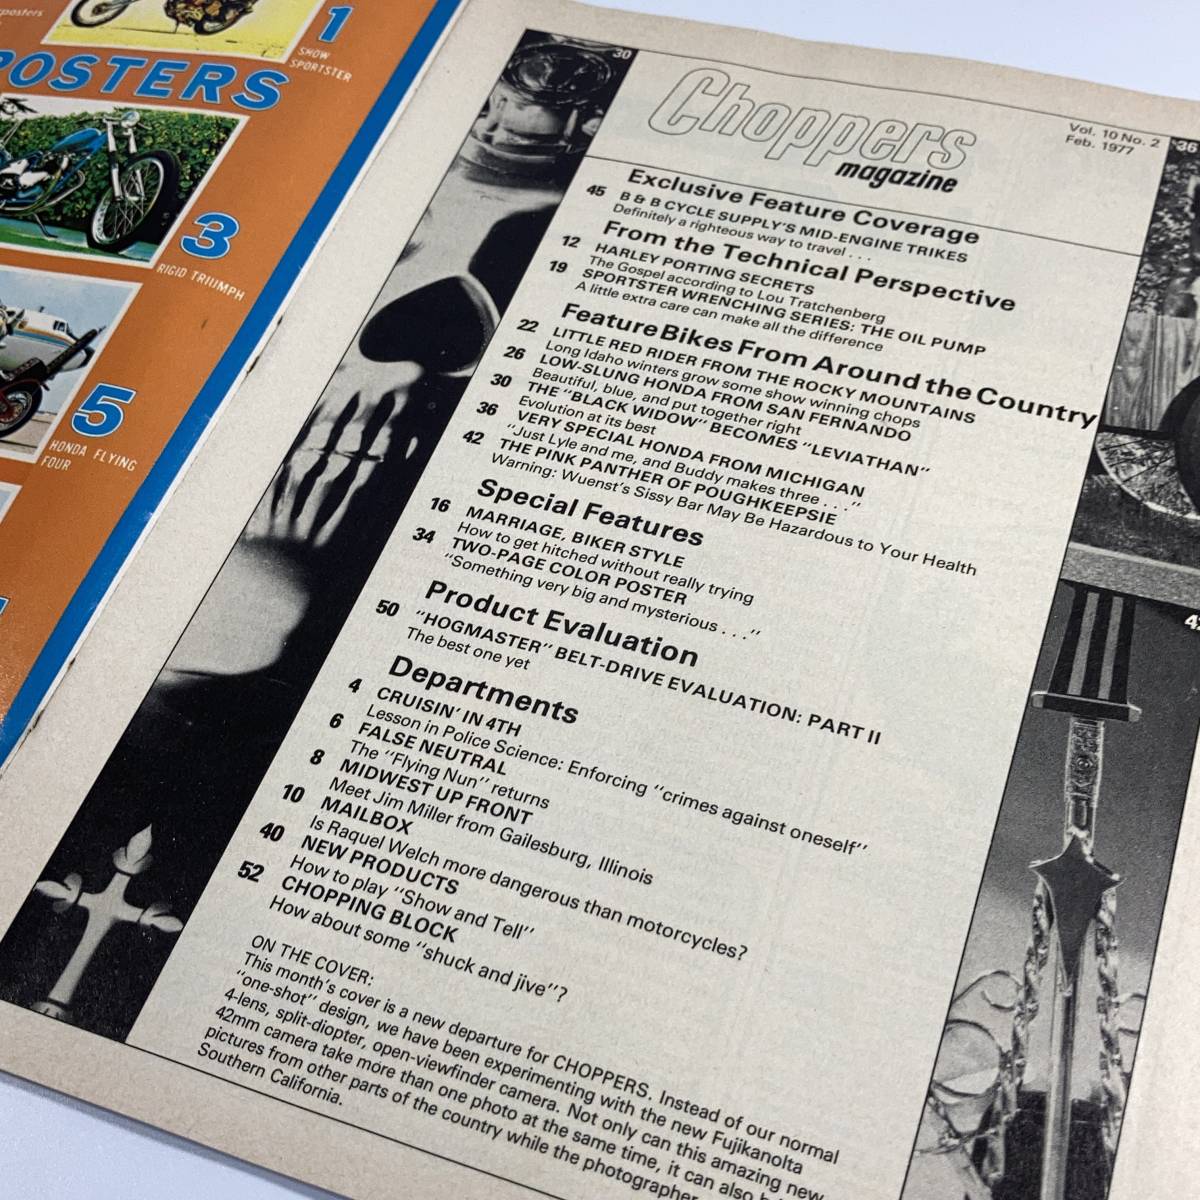 posters
POSTERS
1
SHOW
SPORTSTER
3
RIGID TRIUMPH
5
HONDA FLYING
FOUR
30
Choppers
magazine
Vol. 10 No. 2
Feb. 1977
36
Exclusive Feature Coverage
45 B & B CYCLE SUPPLY'S MID-ENGINE TRIKES
Definitely a righteous way to travel . . .
From the Technical Perspective
12 HARLEY PORTING SECRETS
The Gospel according to Lou Tratchenberg
19 SPORTSTER WRENCHING SERIES: THE OIL PUMP
A little extra care can make all the difference
Feature Bikes From Around the Country
22 LITTLE RED RIDER FROM THE ROCKY MOUNTAINS
Long Idaho winters grow some show winning chops
26 LOW-SLUNG HONDA FROM SAN FERNANDO
Beautiful, blue, and put together right
30 THE "BLACK WIDOW" BECOMES "LEVIATHAN"
Evolution at its best
36 VERY SPECIAL HONDA FROM MICHIGAN
"Just Lyle and me, and Buddy makes three . . ."
42 THE PINK PANTHER OF POUGHKEEPSIE
Warning: Wuenst's Sissy Bar May Be Hazardous to Your Health
Special Features
16 MARRIAGE, BIKER STYLE
How to get hitched without really trying
34 TWO-PAGE COLOR POSTER
"Something very big and mysterious . . ."
Product Evaluation
50 "HOGMASTER" BELT-DRIVE EVALUATION: PART II
The best one yet
Departments
4 CRUISIN' IN 4TH
Lesson in Police Science: Enforcing "crimes against oneself"
6 FALSE NEUTRAL
The "Flying Nun" returns
8 MIDWEST UP FRONT
Meet Jim Miller from Gailesburg, Illinois
10 MAILBOX
Is Raquel Welch more dangerous than motorcycles?
40 NEW PRODUCTS
How to play "Show and Tell"
52 CHOPPING BLOCK
How about some "shuck and jive"?
ON THE COVER:
This month's cover is a new departure for CHOPPERS. Instead of our normal
"one-shot" design, we have been experimenting with the new Fujikanolta
4-lens, split-diopter, open-viewfinder camera. Not only can this amazing new
42mm camera take more than one photo at the same time, it can also
pictures from other parts of the country while the photographer
Southern California.